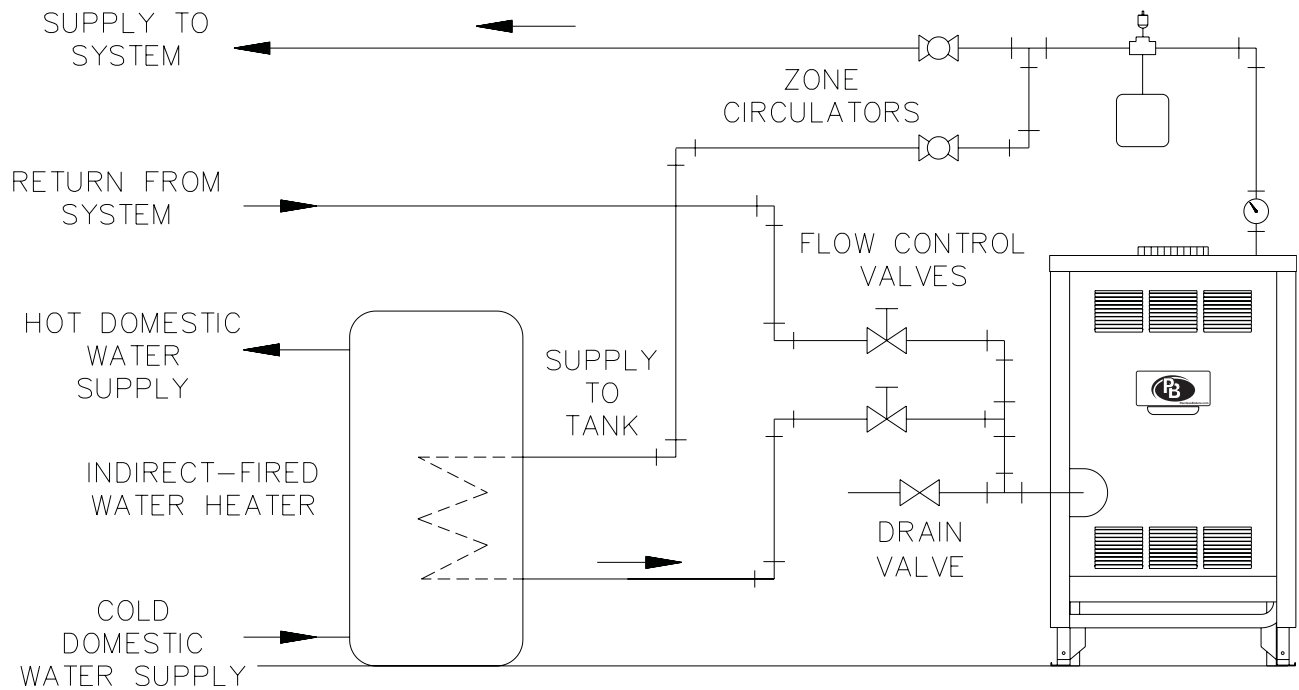 SUPPLY TO
SYSTEM
ZONE
CIRCULATORS
RETURN FROM
SYSTEM
FLOW CONTROL
VALVES
HOT DOMESTIC
WATER
SUPPLY
SUPPLY
TO
TANK
PB
INDIRECT-FIRED
WATER HEATER
DRAIN
VALVE
COLD
DOMESTIC
WATER SUPPLY